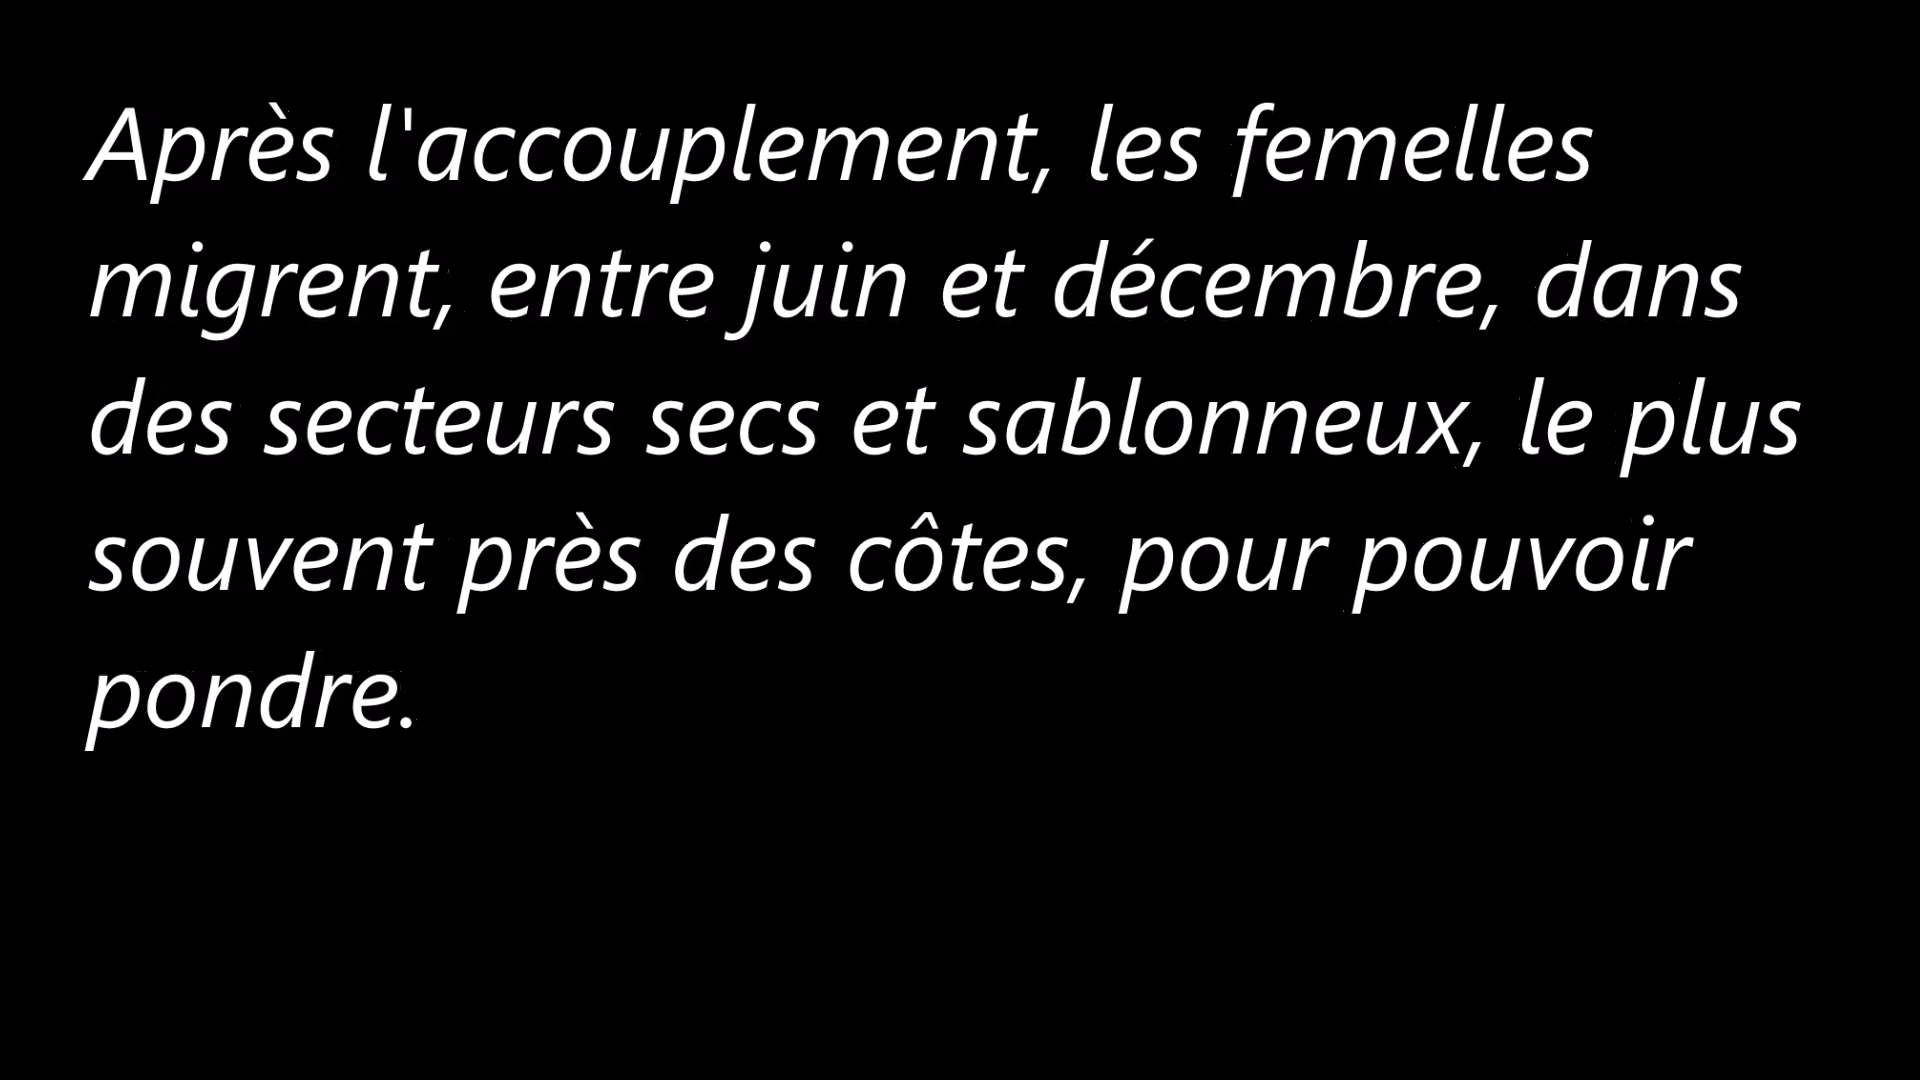 Après l'accouplement, les femelles
migrent, entre juin et décembre, dans
des secteurs secs et sablonneux, le plus
souvent près des côtes, pour pouvoir
pondre.